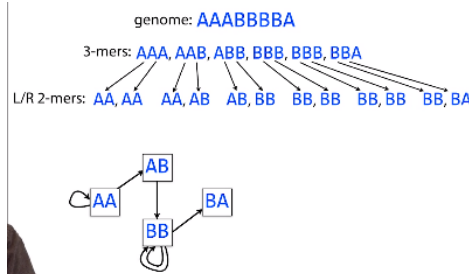 genome: AAABBBBA
3-mers: AAA, AAB, ABB, BBB, BBB, BBA
L/R 2-mers: AA, AA AA, AB AB, BB BB, BB BB, BB BB, BA
AB
AA
BA
BB